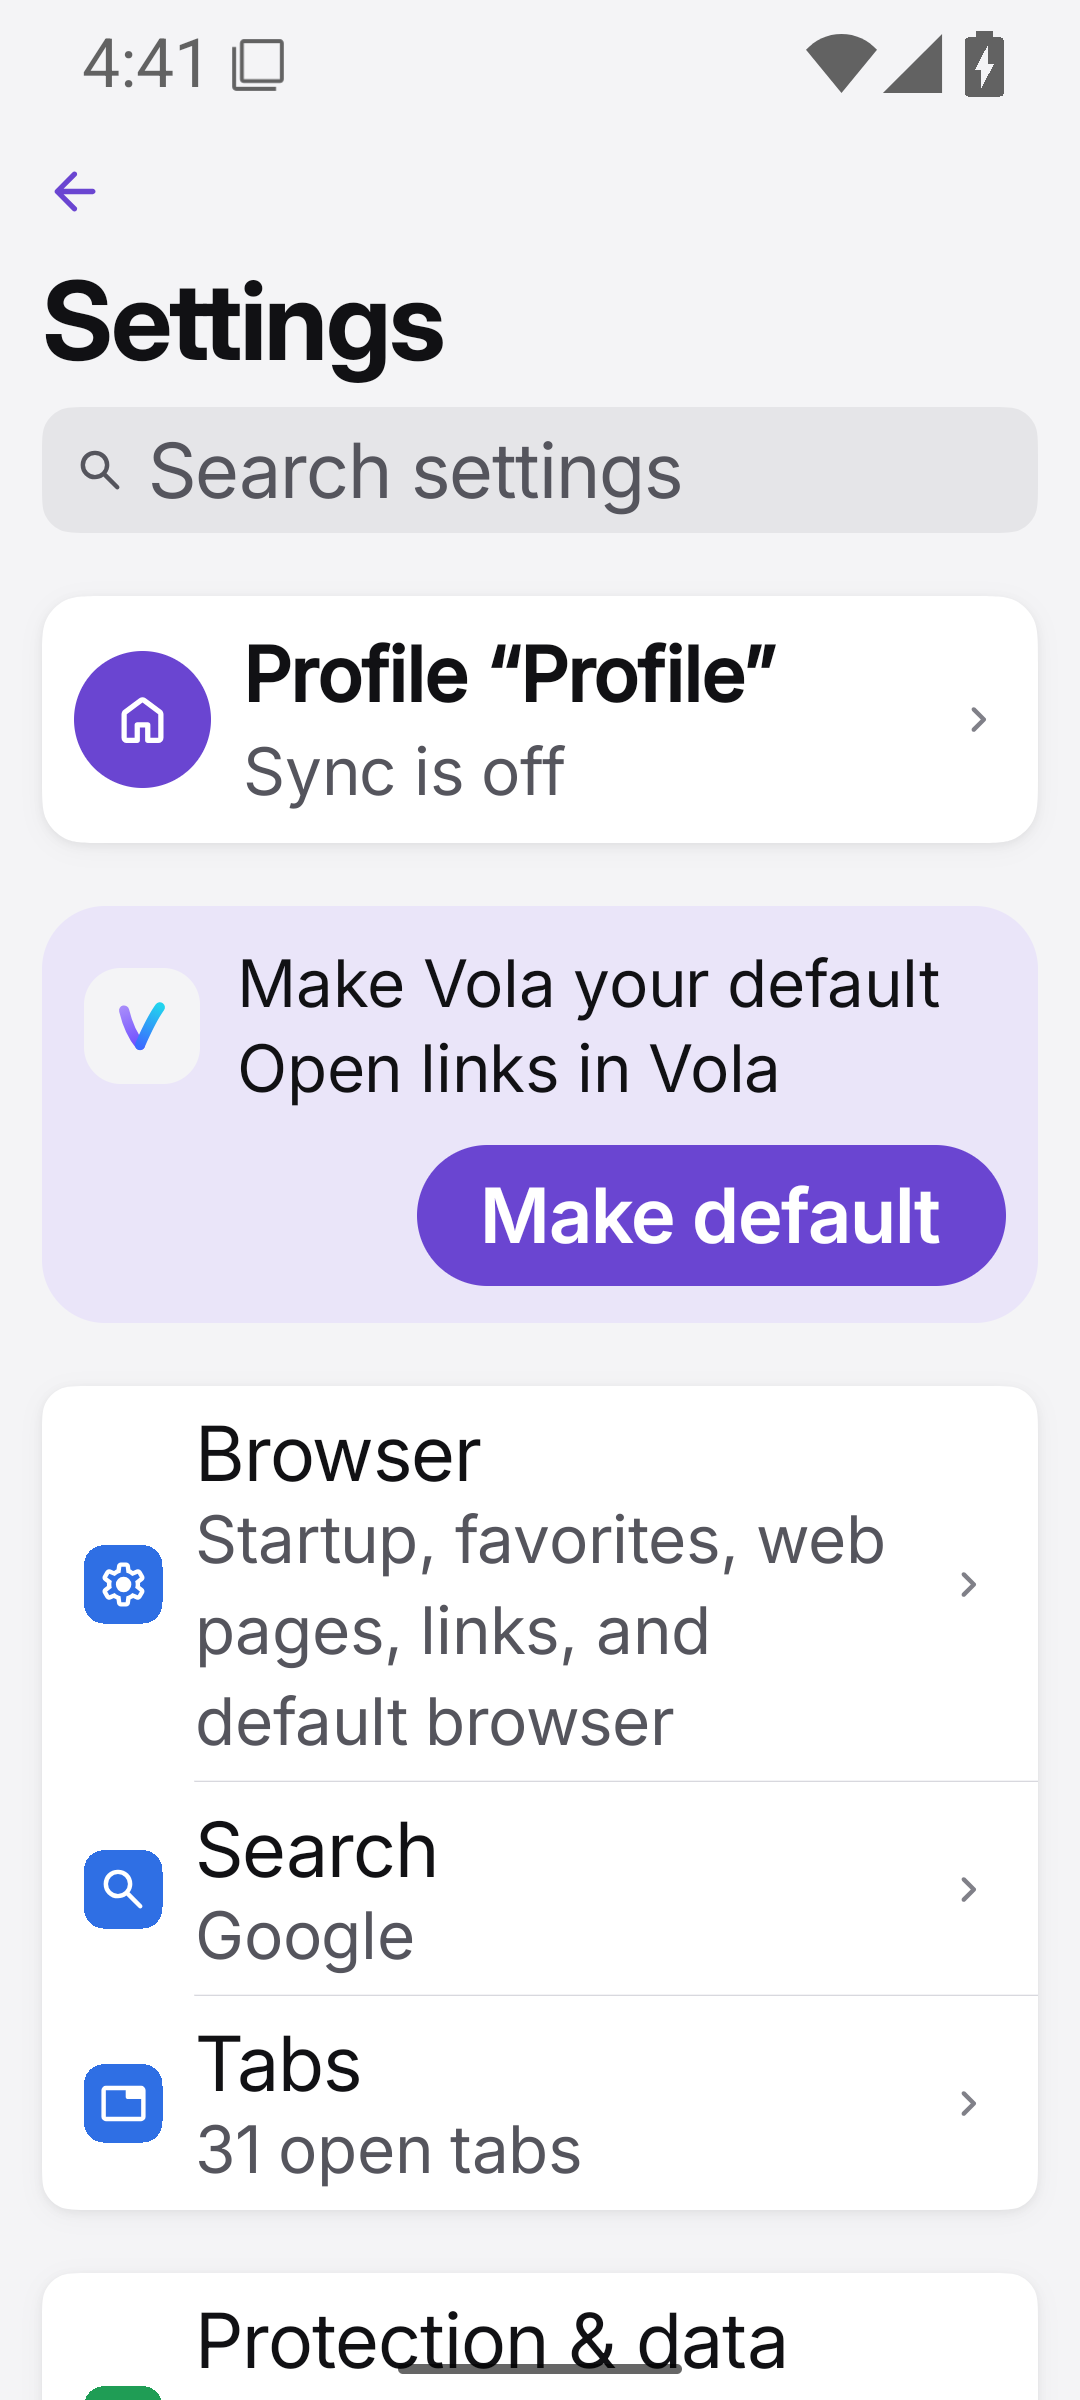 4:41
Settings
Search settings
Profile “Profile”
Sync is off
Make Vola your default
Open links in Vola
Make default
Browser
Startup, favorites, web
pages, links, and
default browser
Search
Google
Tabs
31 open tabs
Protection & data